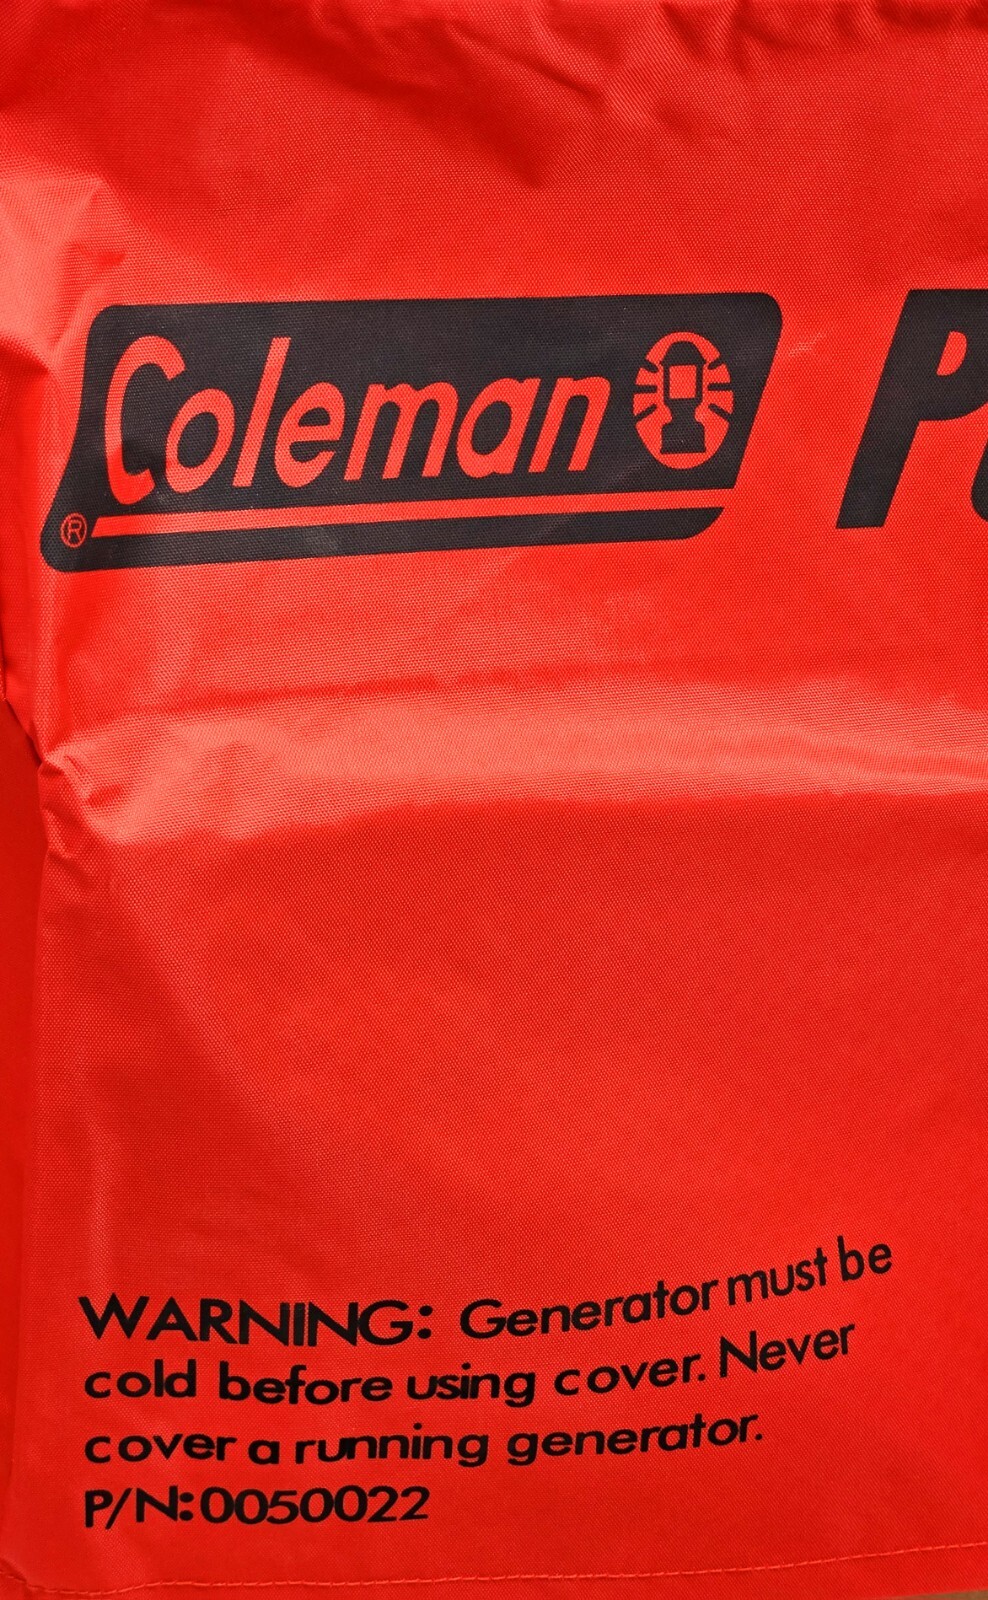 Coleman P
®
WARNING: Generator must be
cold before using cover. Never
cover a running generator.
P/N:0050022